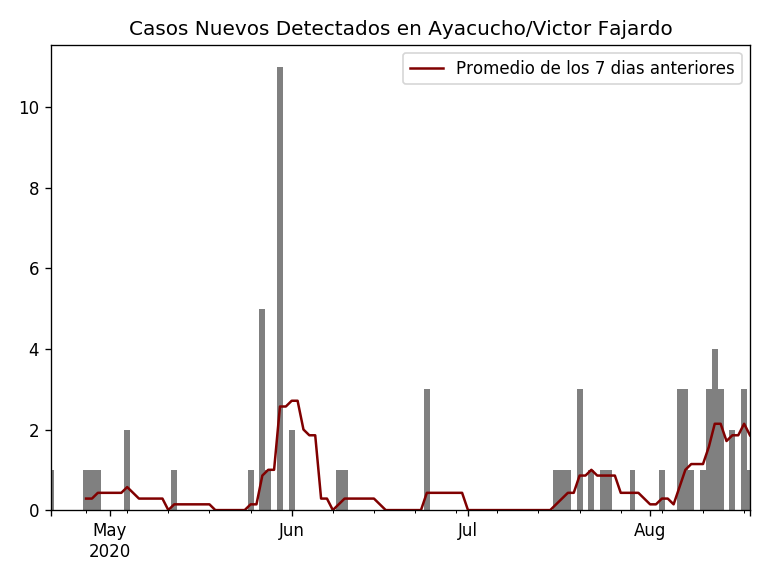 Casos Nuevos Detectados en Ayacucho/Victor Fajardo
Promedio de los 7 dias anteriores
10
8
6
4
2
0
May Jun Jul Aug
2020